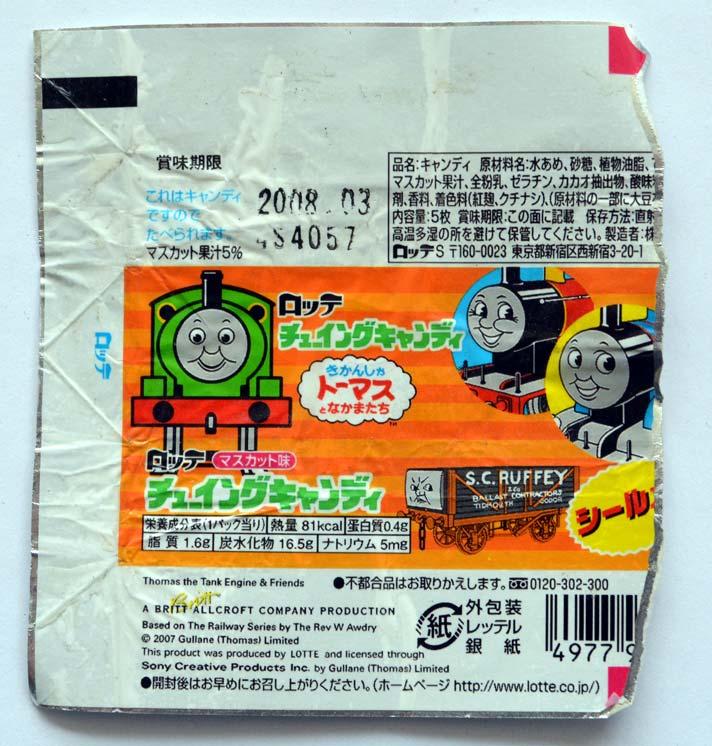 賞味期限
これはキャンディ
ですので
たべられます。
マスカット果汁5%
2008.03
4S4057
品名:キャンディ 原材料名:水あめ、砂糖、植物油脂、
マスカット果汁、全粉乳、ゼラチン、カカオ抽出物、酸味
剤、香料、着色料(紅麹、クチナシ)、(原材料の一部に大豆
内容量:5枚 賞味期限:この面に記載 保存方法:直射
高温多湿の所を避けて保管してください。製造者:株
ロッテS 〒160-0023 東京都新宿区西新宿3-20-1
ロッテ
ロッテ
チューイングキャンディ
きかんしゃ
トーマス
となかまたち
TM
ロッテ マスカット味
チューイングキャンディ
S.C.RUFFEY
& Co
BALLAST CONTRACTORS
TIDMOUTH
シール
栄養成分表(1パック当り) 熱量 81kcal 蛋白質0.4g
脂質 1.6g 炭水化物 16.5g ナトリウム 5mg
Thomas the Tank Engine & Friends
●不都合品はお取りかえします。0120-302-300
Britt
A BRITT ALLCROFT COMPANY PRODUCTION
Based on The Railway Series by The Rev W Awdry
© 2007 Gullane (Thomas) Limited
This product was produced by LOTTE and licensed through
Sony Creative Products Inc. by Gullane (Thomas) Limited
●開封後はお早めにお召し上がりください。(ホームページ http://www.lotte.co.jp/)
紙
外包装
レッテル
銀紙
4977